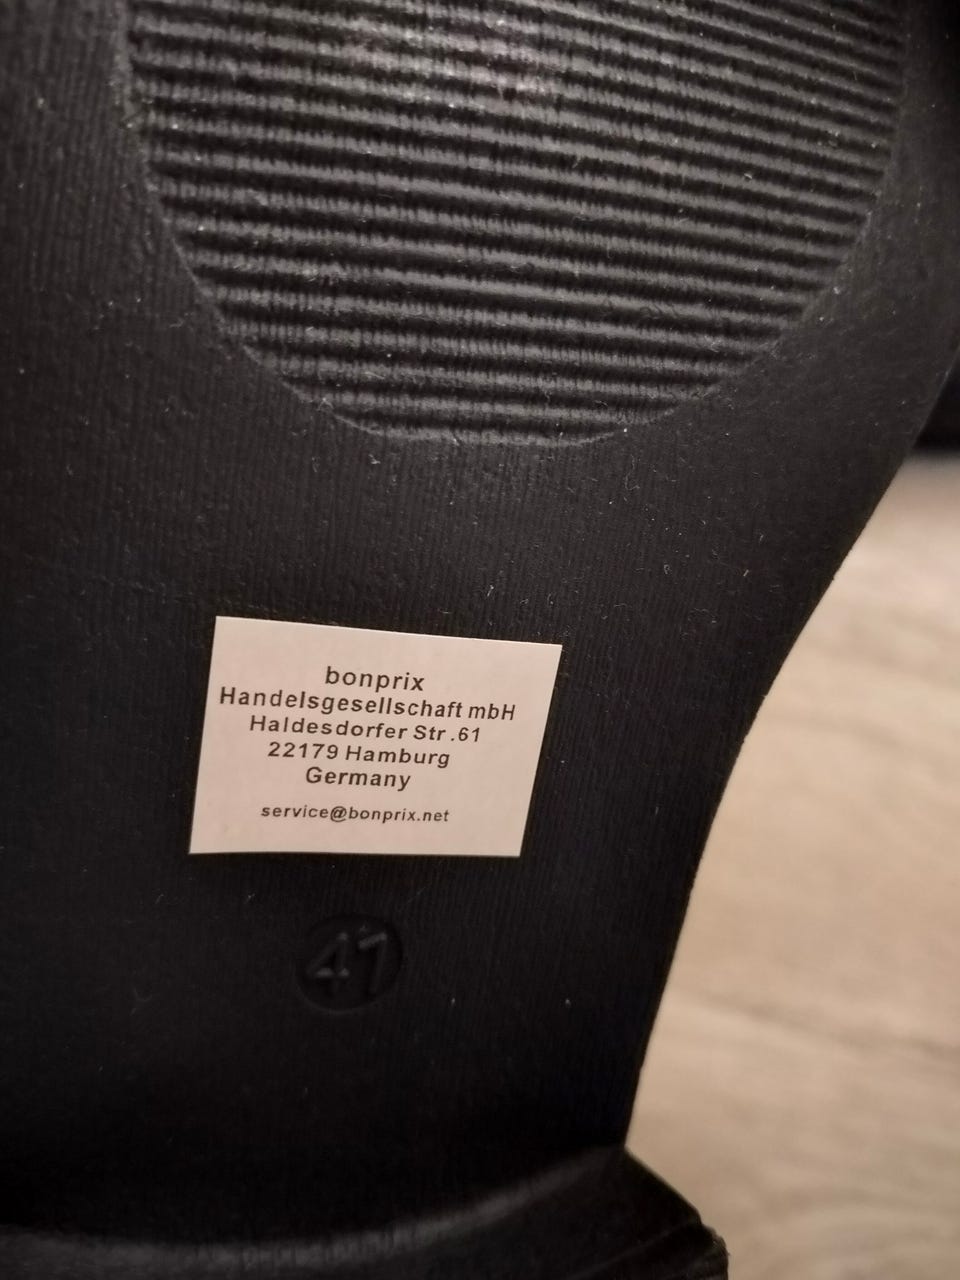 bonprix
Handelsgesellschaft mbH
Haldesdorfer Str.61
22179 Hamburg
Germany
service@bonprix.net
41